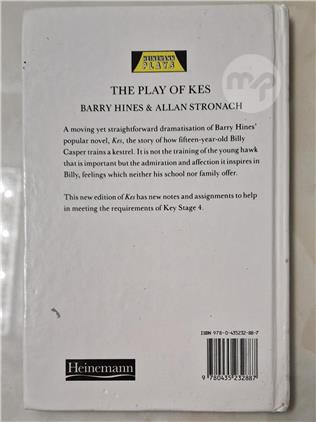 HEINEMANN
PLAYS
mp
THE PLAY OF KES
BARRY HINES & ALLAN STRONACH
A moving yet straightforward dramatisation of Barry Hines'
popular novel, Kes, the story of how fifteen-year-old Billy
Casper trains a kestrel. It is not the training of the young hawk
that is important but the admiration and affection it inspires in
Billy, feelings which neither his school nor family offer.
This new edition of Kes has new notes and assignments to help
in meeting the requirements of Key Stage 4.
ISBN 978-0-435232-88-7
Heinemann
9 780435 232887